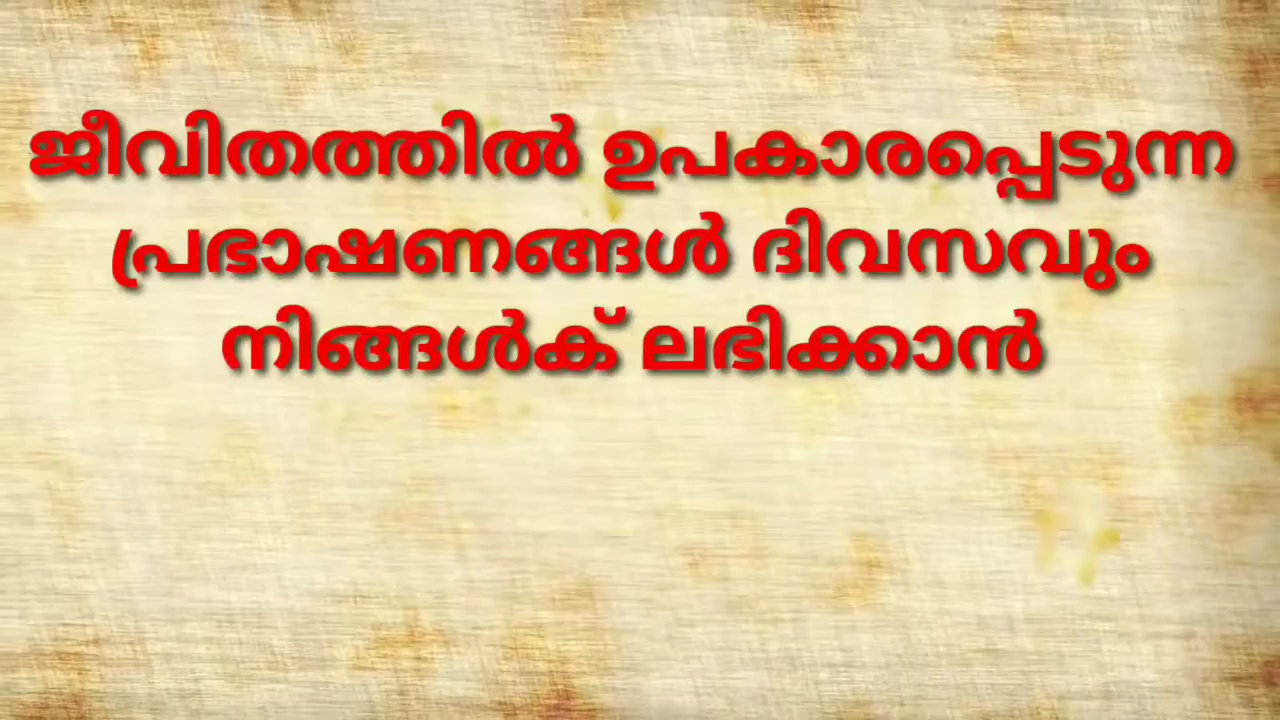 ജീവിതത്തിൽ ഉപകാരപ്പെടുന്ന
പ്രഭാഷണങ്ങൾ ദിവസവും
നിങ്ങൾക് ലഭിക്കാൻ